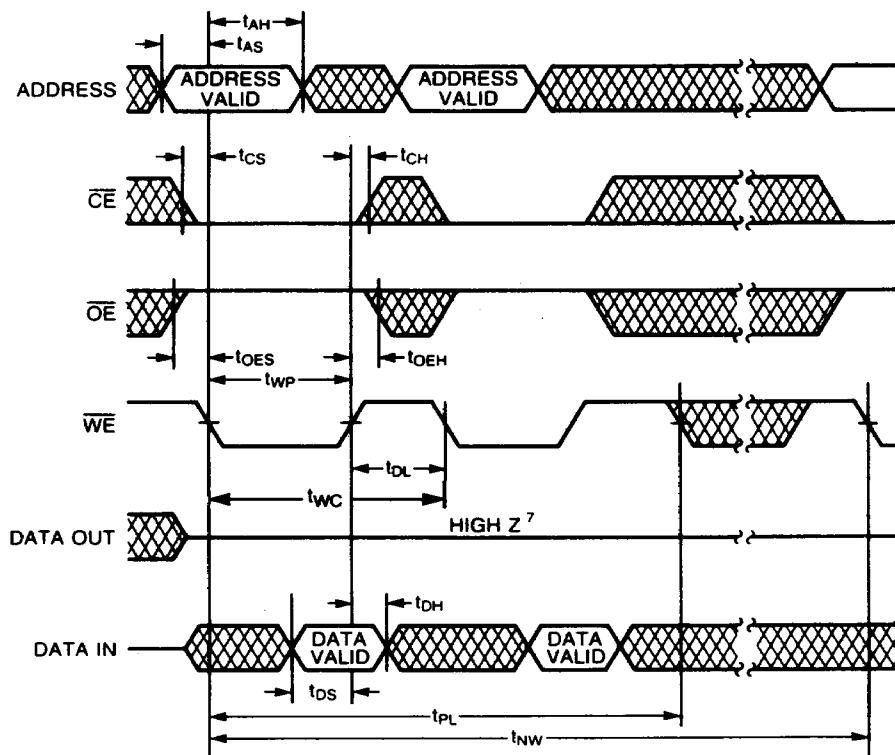 tAH
tAS
ADDRESS
ADDRESS VALID
ADDRESS VALID
tCS
tCH
CE
OE
tOES
tOEH
tWP
WE
tDL
tWC
HIGH Z 7
DATA OUT
tDH
DATA IN
DATA VALID
DATA VALID
tDS
tPL
tNW